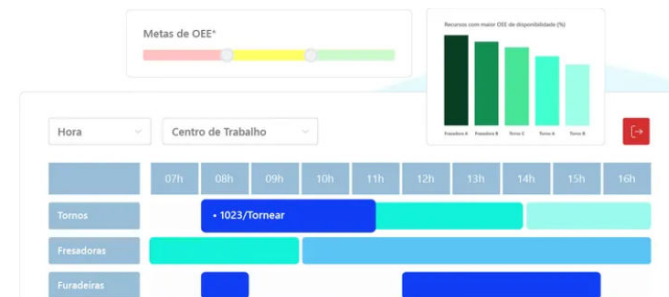 Metas de OEE*
Recursos com maior OEE de disponibilidade (%)
Fresadora A Fresadora B Torno C Torno A Torno B
Hora
Centro de Trabalho
07h 08h 09h 10h 11h 12h 13h 14h 15h 16h
Tornos
• 1023/Tornear
Fresadoras
Furadeiras